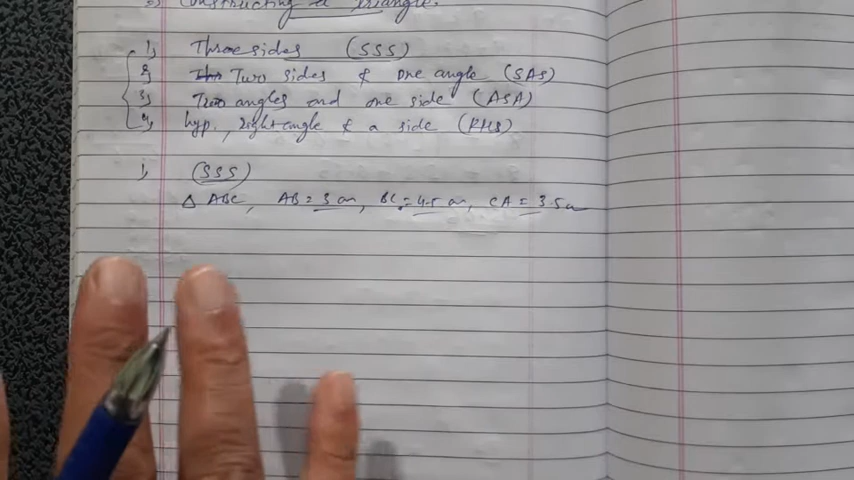 =) Constructing a triangle.
1, Three sides (SSS)
2, Two sides & one angle (SAS)
3, Two angles and one side (ASA)
4, hyp., right angle & a side (RHS)
1, (SSS)
Δ ABC, AB = 3 cm, BC = 4.5 cm, CA = 3.5 cm